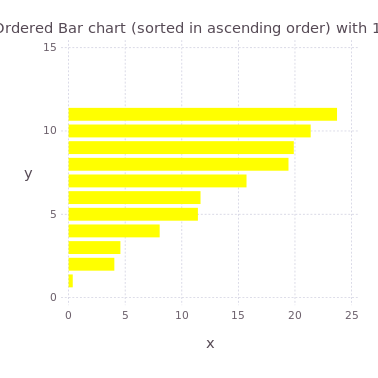 Ordered Bar chart (sorted in ascending order) with 1
15
10
y
5
0
0 5 10 15 20 25
x